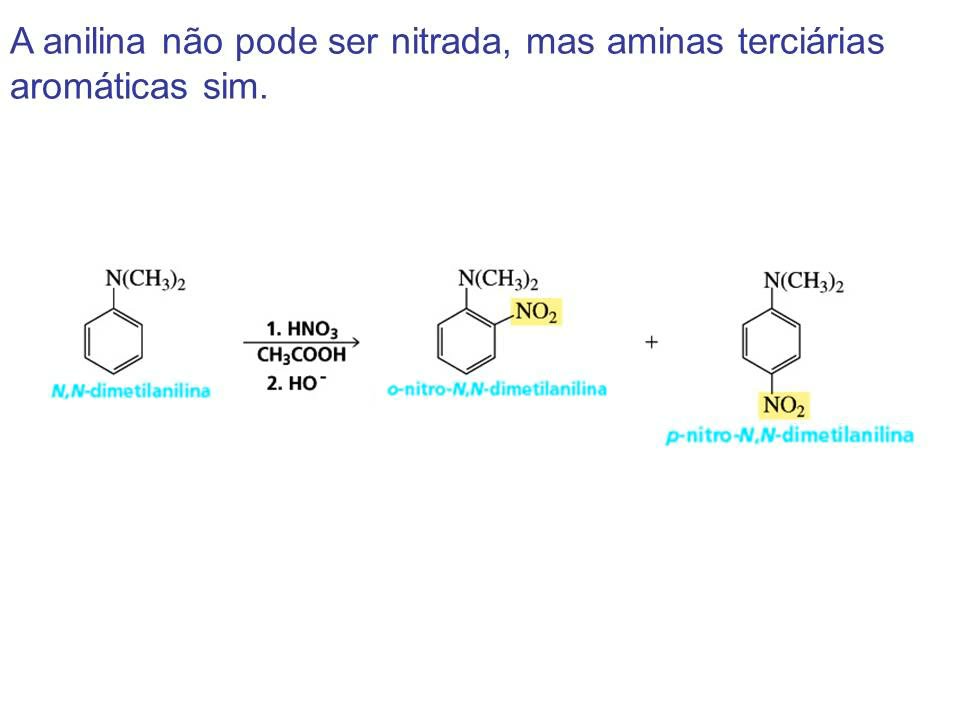 A anilina não pode ser nitrada, mas aminas terciárias
aromáticas sim.
N(CH₃)₂
N,N-dimetilanilina
1. HNO₃
CH₃COOH
2. HO⁻
N(CH₃)₂
NO₂
o-nitro-N,N-dimetilanilina
+
N(CH₃)₂
NO₂
p-nitro-N,N-dimetilanilina